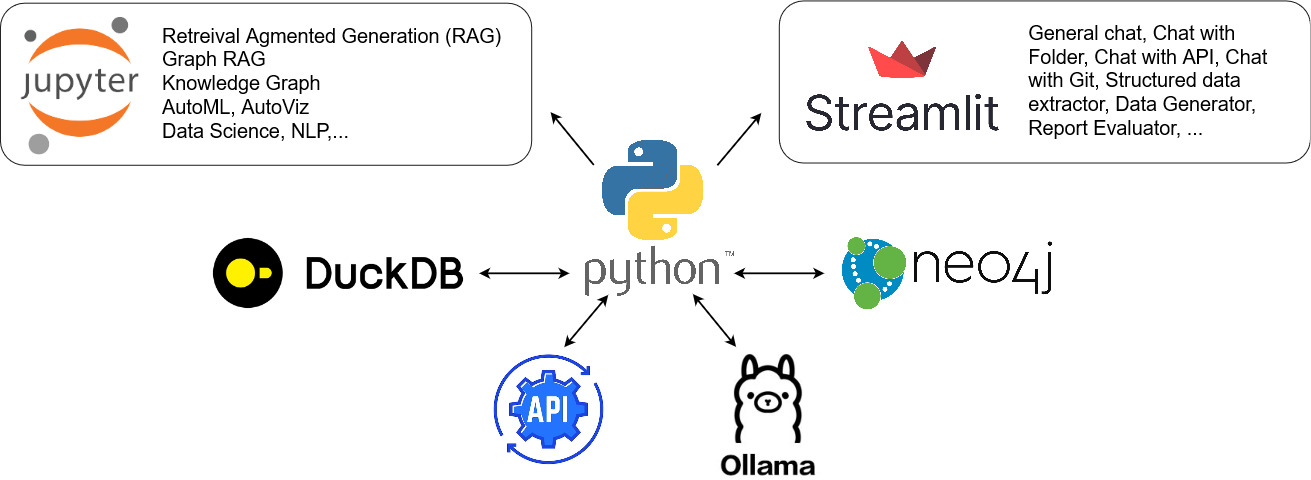 Retreival Agmented Generation (RAG)
Graph RAG
Knowledge Graph
AutoML, AutoViz
Data Science, NLP,...
jupyter
General chat, Chat with
Folder, Chat with API, Chat
with Git, Structured data
extractor, Data Generator,
Report Evaluator, ...
Streamlit
DuckDB
python™
neo4j
API
Ollama